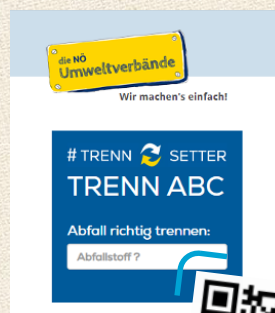 die NÖ
Umweltverbände
Wir machen's einfach!
# TRENN SETTER
TRENN ABC
Abfall richtig trennen:
Abfallstoff ?